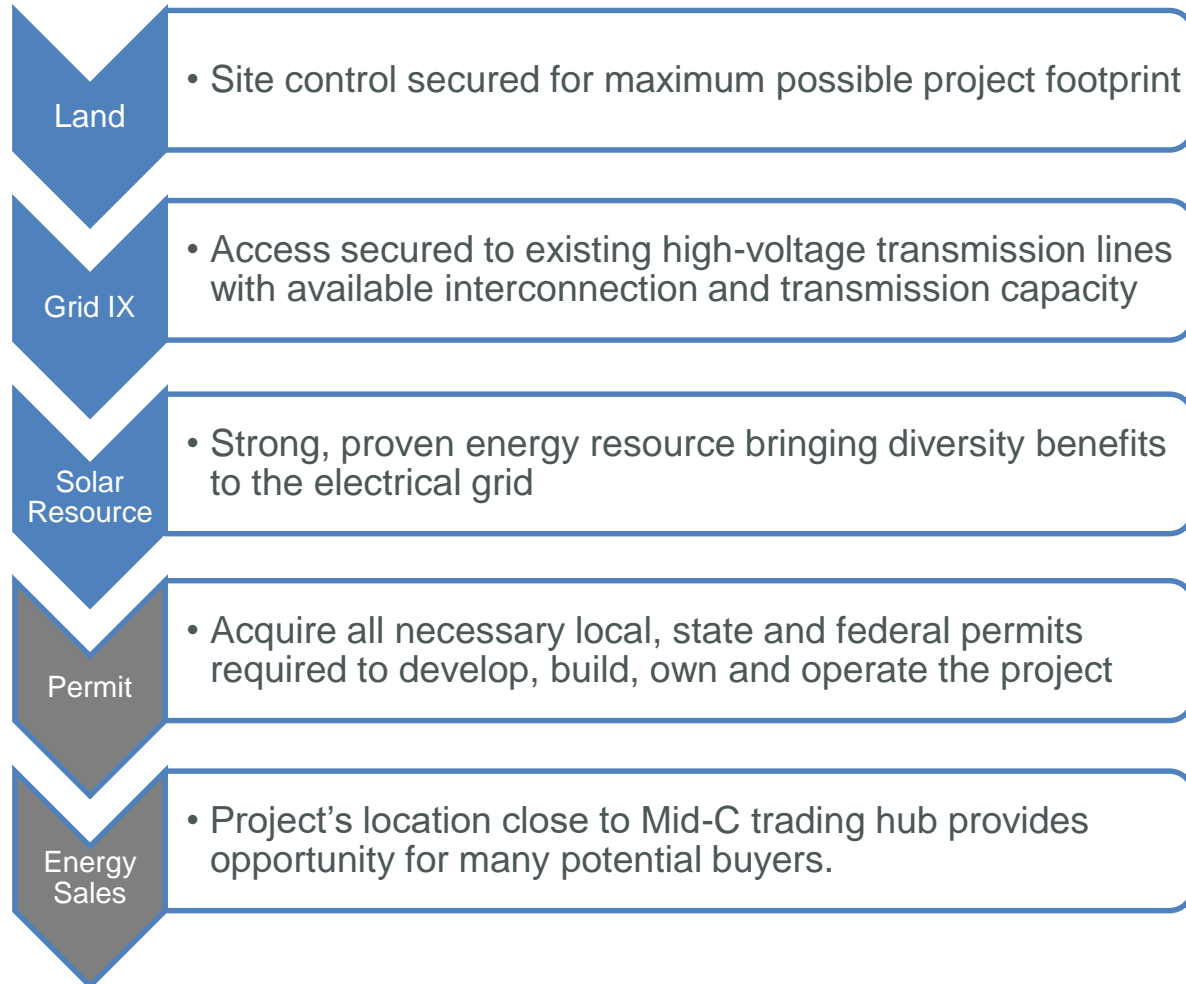 Land
• Site control secured for maximum possible project footprint
Grid IX
• Access secured to existing high-voltage transmission lines
with available interconnection and transmission capacity
Solar
Resource
• Strong, proven energy resource bringing diversity benefits
to the electrical grid
Permit
• Acquire all necessary local, state and federal permits
required to develop, build, own and operate the project
Energy
Sales
• Project’s location close to Mid-C trading hub provides
opportunity for many potential buyers.